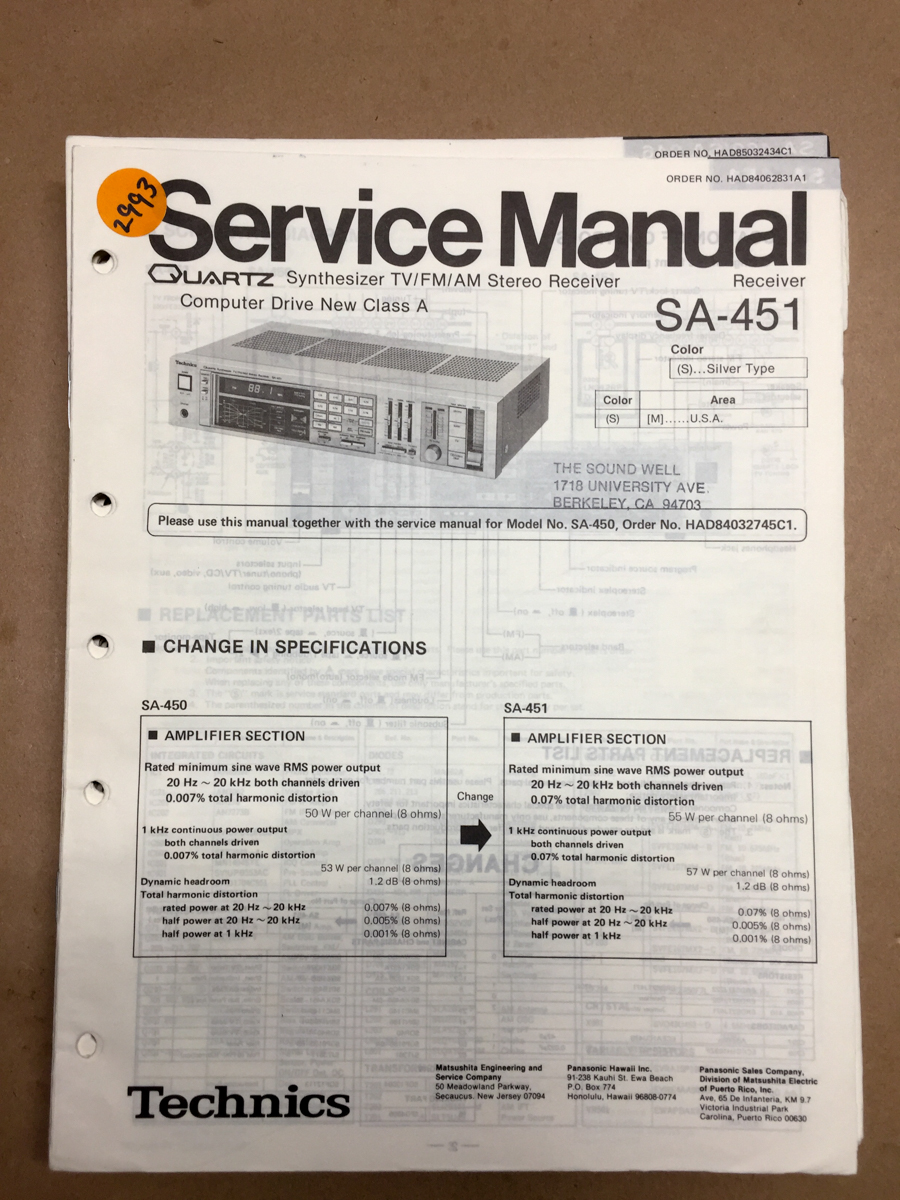 ORDER NO. HAD85032434C1
ORDER NO. HAD84062831A1
2993
Service Manual
QUARTZ Synthesizer TV/FM/AM Stereo Receiver
Receiver
Computer Drive New Class A
SA-451
Color
(S)...Silver Type
Color Area
(S) [M]......U.S.A.
Technics
88.1
THE SOUND WELL
1718 UNIVERSITY AVE.
BERKELEY, CA 94703
Please use this manual together with the service manual for Model No. SA-450, Order No. HAD84032745C1.
■ CHANGE IN SPECIFICATIONS
SA-450
■ AMPLIFIER SECTION
Rated minimum sine wave RMS power output
20 Hz ~ 20 kHz both channels driven
0.007% total harmonic distortion
50 W per channel (8 ohms)
1 kHz continuous power output
both channels driven
0.007% total harmonic distortion
53 W per channel (8 ohms)
Dynamic headroom 1.2 dB (8 ohms)
Total harmonic distortion
rated power at 20 Hz ~ 20 kHz 0.007% (8 ohms)
half power at 20 Hz ~ 20 kHz 0.005% (8 ohms)
half power at 1 kHz 0.001% (8 ohms)
Change
SA-451
■ AMPLIFIER SECTION
Rated minimum sine wave RMS power output
20 Hz ~ 20 kHz both channels driven
0.07% total harmonic distortion
55 W per channel (8 ohms)
1 kHz continuous power output
both channels driven
0.07% total harmonic distortion
57 W per channel (8 ohms)
Dynamic headroom 1.2 dB (8 ohms)
Total harmonic distortion
rated power at 20 Hz ~ 20 kHz 0.07% (8 ohms)
half power at 20 Hz ~ 20 kHz 0.005% (8 ohms)
half power at 1 kHz 0.001% (8 ohms)
Technics
Matsushita Engineering and
Service Company
50 Meadowland Parkway,
Secaucus. New Jersey 07094
Panasonic Hawaii Inc.
91-238 Kauhi St. Ewa Beach
P.O. Box 774
Honolulu, Hawaii 96808-0774
Panasonic Sales Company,
Division of Matsushita Electric
of Puerto Rico, Inc.
Ave, 65 De Infanteria, KM 9.7
Victoria Industrial Park
Carolina, Puerto Rico 00630